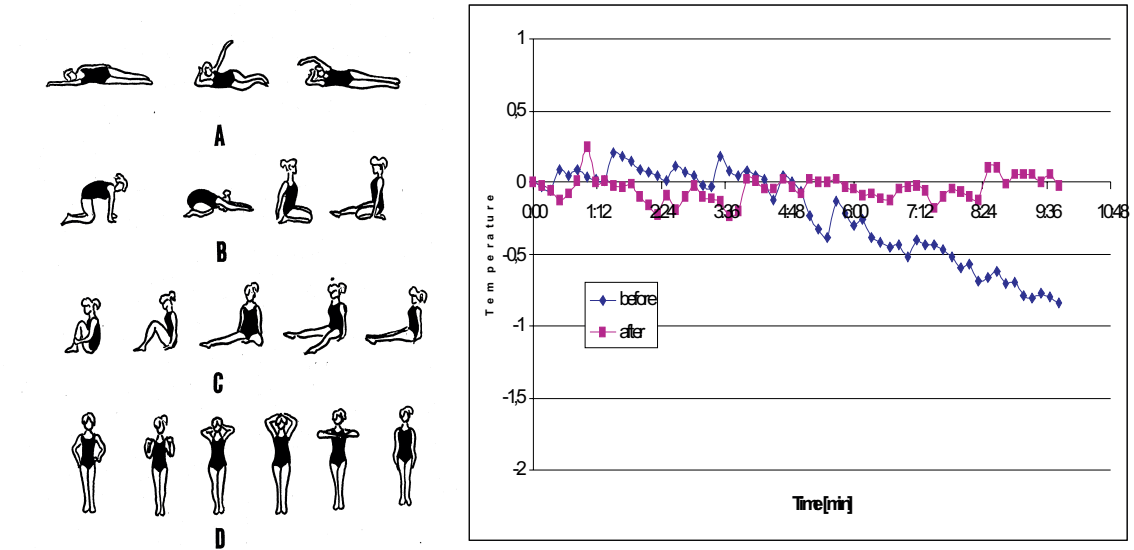 A
B
C
D
1
0,5
0
-0,5
-1
-1,5
-2
0:00 1:12 2:24 3:36 4:48 6:00 7:12 8:24 9:36 10:48
Temperature
before
after
Time [min]